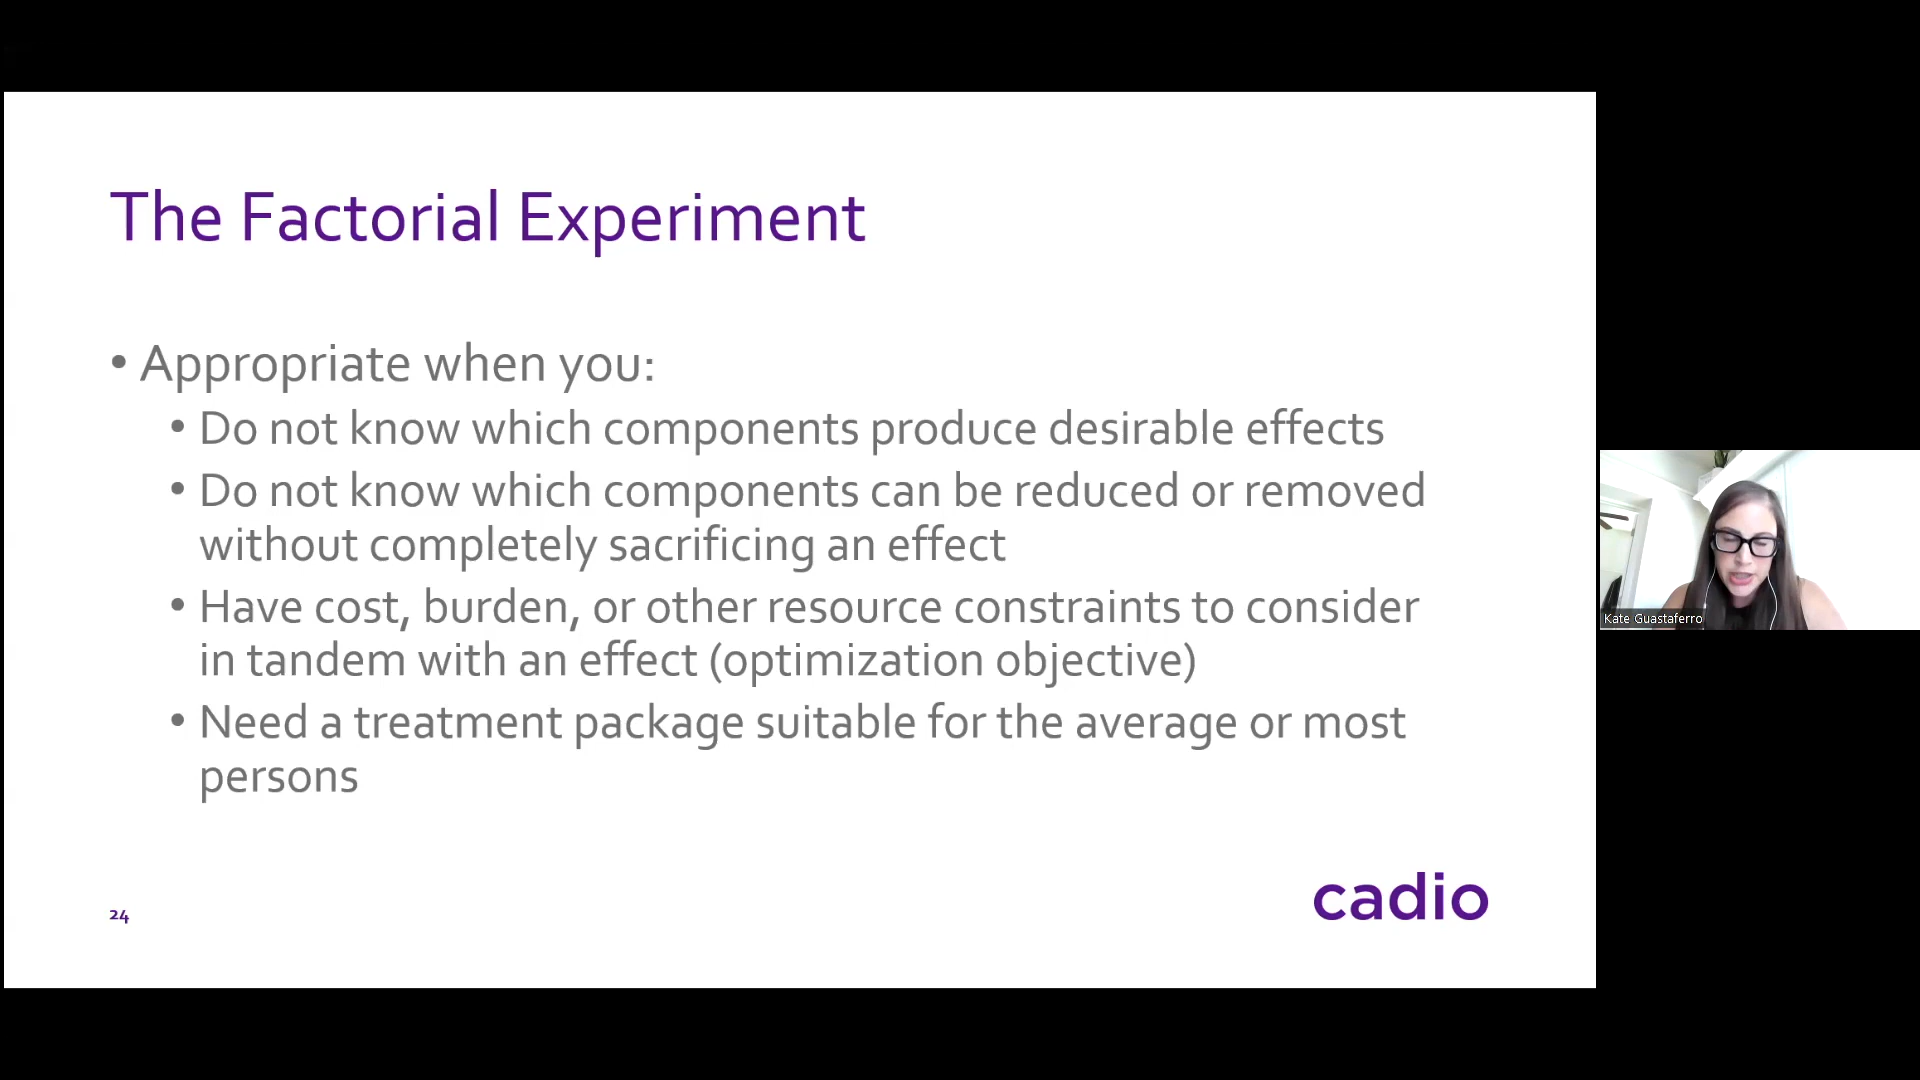 The Factorial Experiment
• Appropriate when you:
• Do not know which components produce desirable effects
• Do not know which components can be reduced or removed
without completely sacrificing an effect
• Have cost, burden, or other resource constraints to consider
in tandem with an effect (optimization objective)
• Need a treatment package suitable for the average or most
persons
24
cadio
Kate Guastaferro